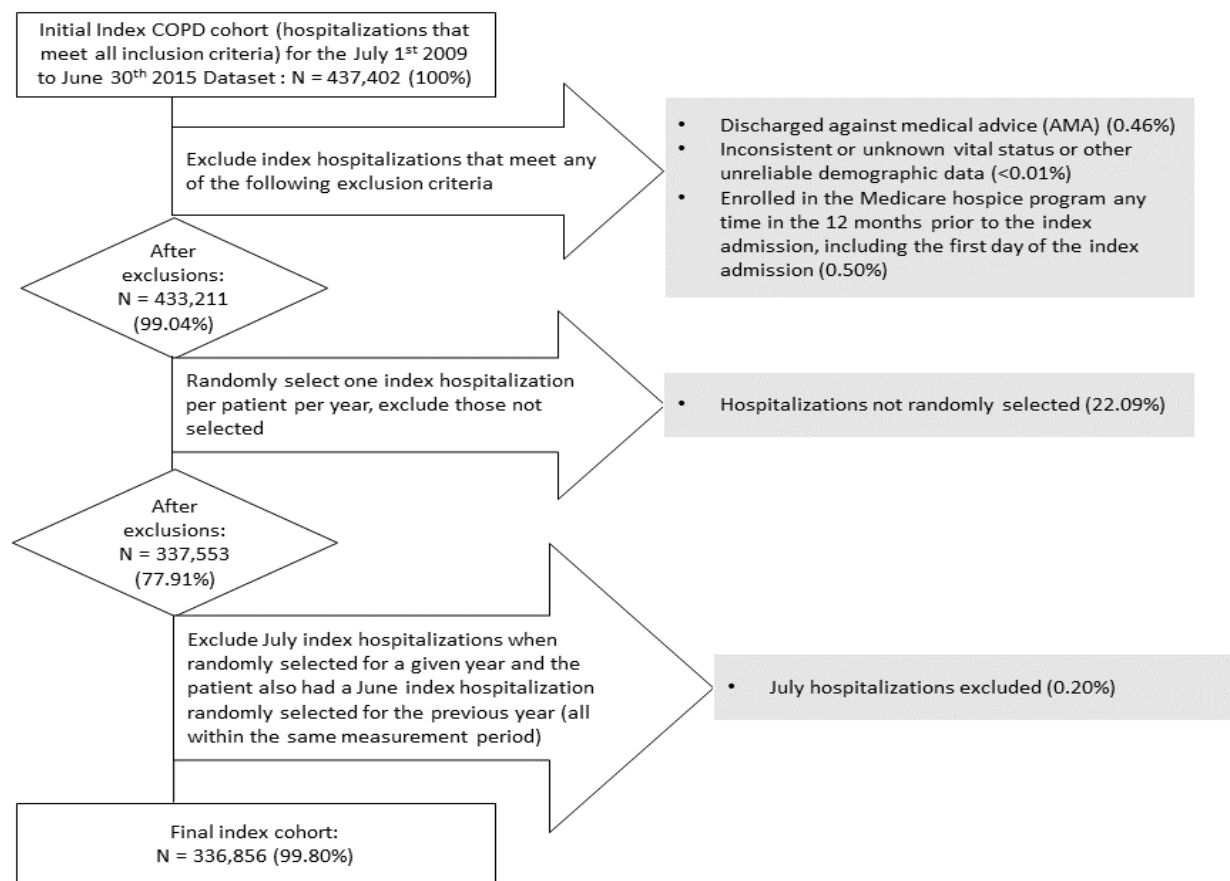 Initial Index COPD cohort (hospitalizations that
meet all inclusion criteria) for the July 1st 2009
to June 30th 2015 Dataset : N = 437,402 (100%)
Exclude index hospitalizations that meet any
of the following exclusion criteria
• Discharged against medical advice (AMA) (0.46%)
• Inconsistent or unknown vital status or other
unreliable demographic data (<0.01%)
• Enrolled in the Medicare hospice program any
time in the 12 months prior to the index
admission, including the first day of the index
admission (0.50%)
After
exclusions:
N = 433,211
(99.04%)
Randomly select one index hospitalization
per patient per year, exclude those not
selected
• Hospitalizations not randomly selected (22.09%)
After
exclusions:
N = 337,553
(77.91%)
Exclude July index hospitalizations when
randomly selected for a given year and the
patient also had a June index hospitalization
randomly selected for the previous year (all
within the same measurement period)
• July hospitalizations excluded (0.20%)
Final index cohort:
N = 336,856 (99.80%)